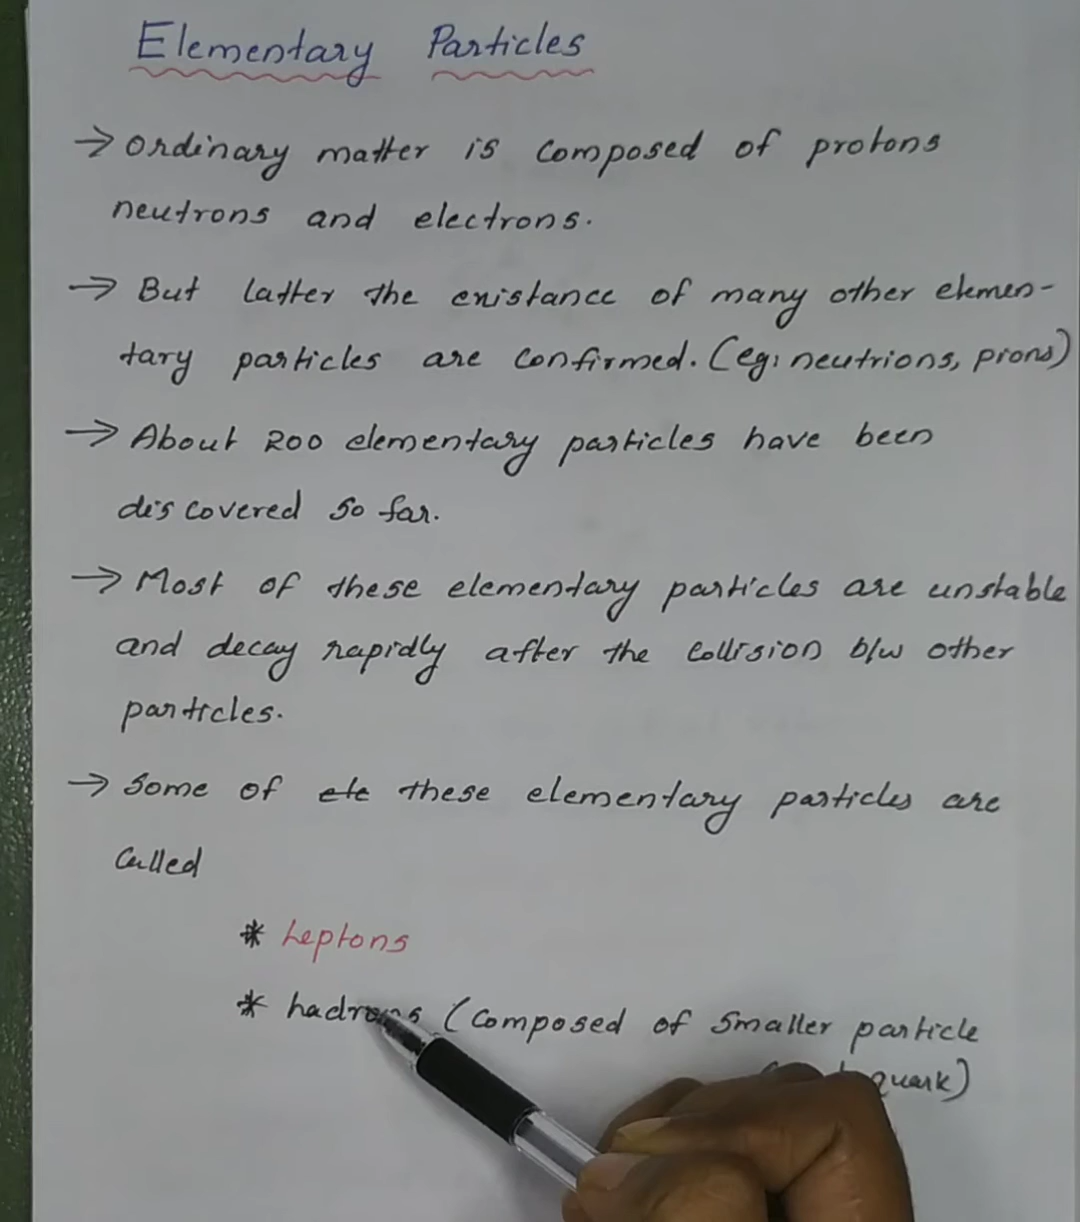 Elementary Particles
→ Ordinary matter is composed of protons
neutrons and electrons.
→ But latter the existance of many other elemen-
tary particles are confirmed. (eg: neutrions, pions)
→ About 200 elementary particles have been
discovered so far.
→ Most of these elementary particles are unstable
and decay rapidly after the collision b/w other
particles.
→ Some of ete these elementary particles are
called
* Leptons
* hadrons (composed of smaller particle
quark)